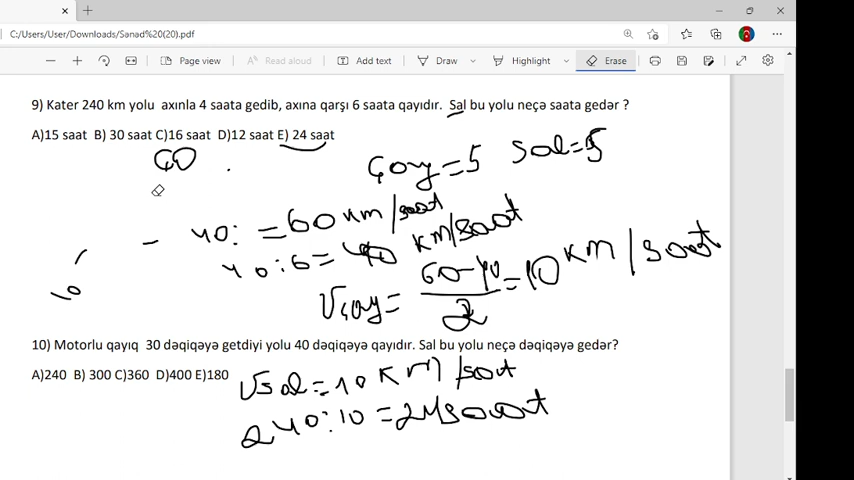 C:/Users/User/Downloads/Sanad%20(20).pdf
Page view
Read aloud
Add text
Draw
Highlight
Erase
9) Kater 240 km yolu axınla 4 saata gedib, axına qarşı 6 saata qayıdır. Sal bu yolu neçə saata gedər ?
A)15 saat B) 30 saat C)16 saat D)12 saat E) 24 saat
çay=5 sal=5
40: =60 km/saat
40:6=40 km/saat
Vçay= 60-40/2=10 km/saat
10) Motorlu qayıq 30 dəqiqəyə getdiyi yolu 40 dəqiqəyə qayıdır. Sal bu yolu neçə dəqiqəyə gedər?
A)240 B) 300 C)360 D)400 E)180
Vsal=10 km/saat
240:10=24saat